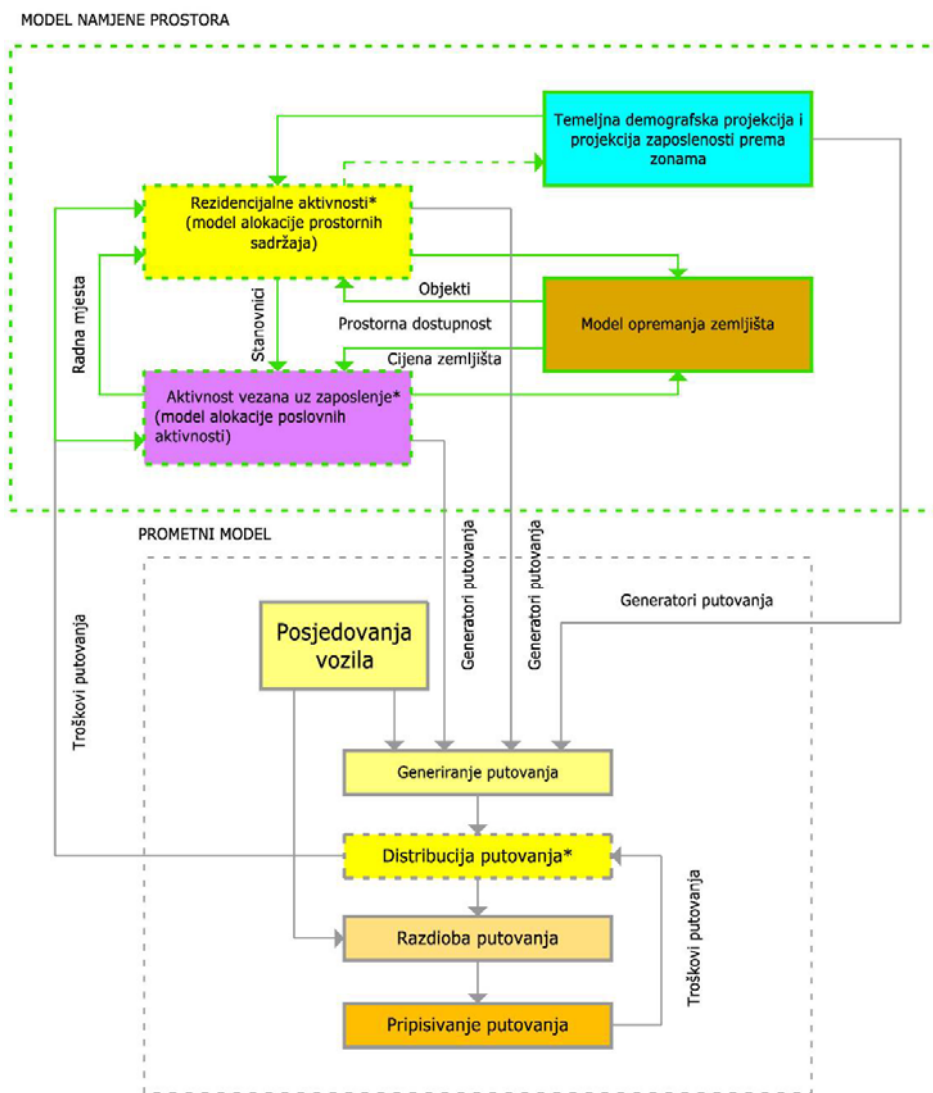 MODEL NAMJENE PROSTORA
Temeljna demografska projekcija i
projekcija zaposlenosti prema
zonama
Rezidencijalne aktivnosti*
(model alokacije prostornih
sadržaja)
Radna mjesta
Stanovnici
Objekti
Prostorna dostupnost
Cijena zemljišta
Model opremanja zemljišta
Aktivnost vezana uz zaposlenje*
(model alokacije poslovnih
aktivnosti)
PROMETNI MODEL
Troškovi putovanja
Generatori putovanja
Generatori putovanja
Generatori putovanja
Posjedovanja
vozila
Generiranje putovanja
Distribucija putovanja*
Razdioba putovanja
Pripisivanje putovanja
Troškovi putovanja